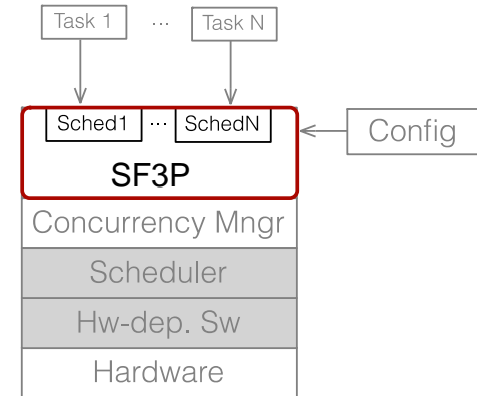 Task 1 ... Task N
Sched1 ... SchedN
Config
SF3P
Concurrency Mngr
Scheduler
Hw-dep. Sw
Hardware